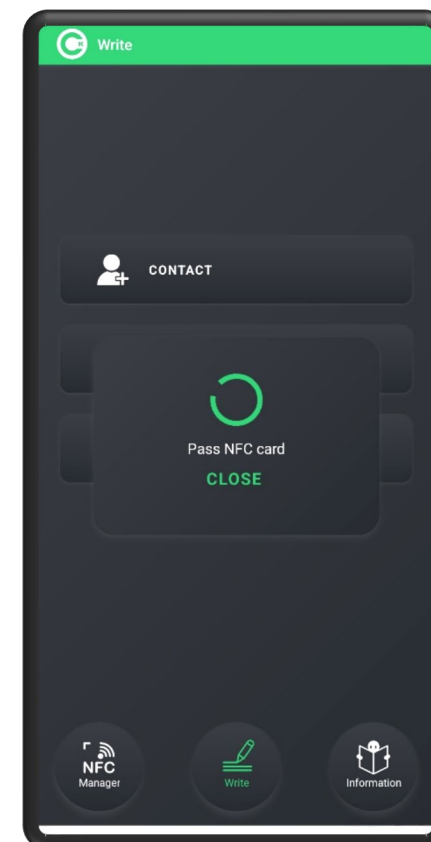 Write
CONTACT
Pass NFC card
CLOSE
NFC
Manager
Write
Information